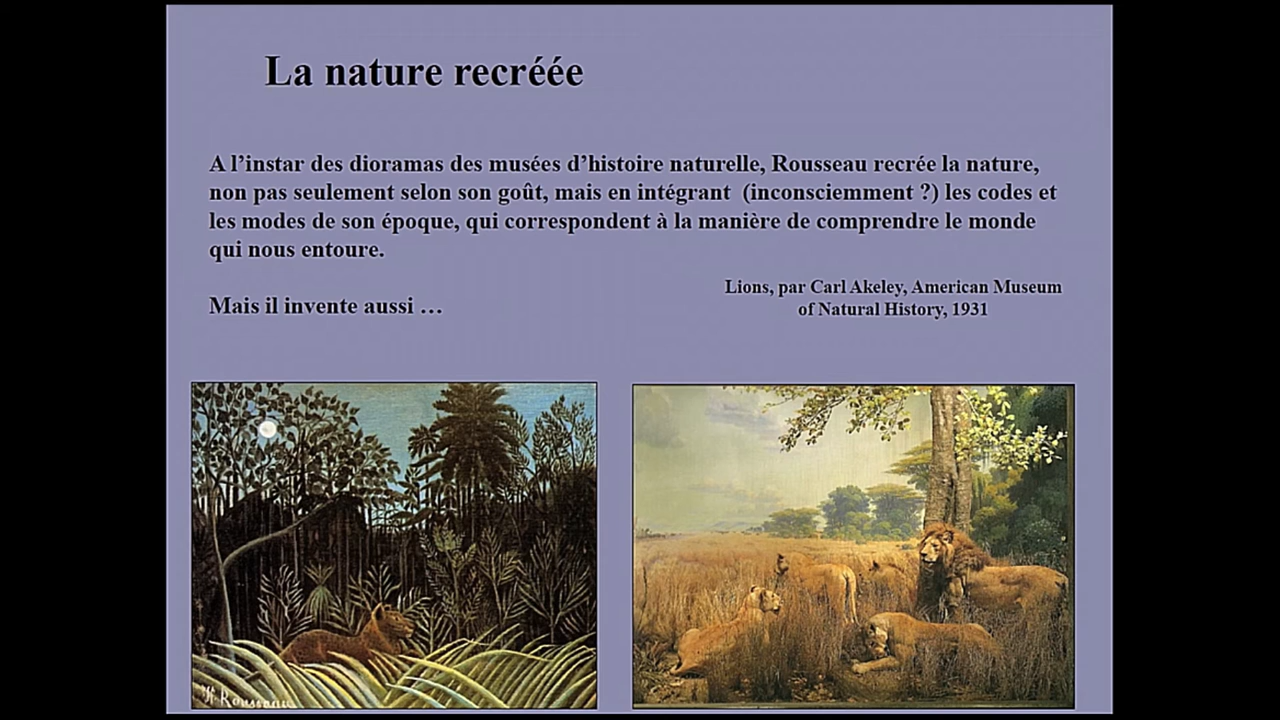 La nature recréée
A l’instar des dioramas des musées d’histoire naturelle, Rousseau recrée la nature,
non pas seulement selon son goût, mais en intégrant (inconsciemment ?) les codes et
les modes de son époque, qui correspondent à la manière de comprendre le monde
qui nous entoure.
Mais il invente aussi …
Lions, par Carl Akeley, American Museum
of Natural History, 1931
H. Rousseau